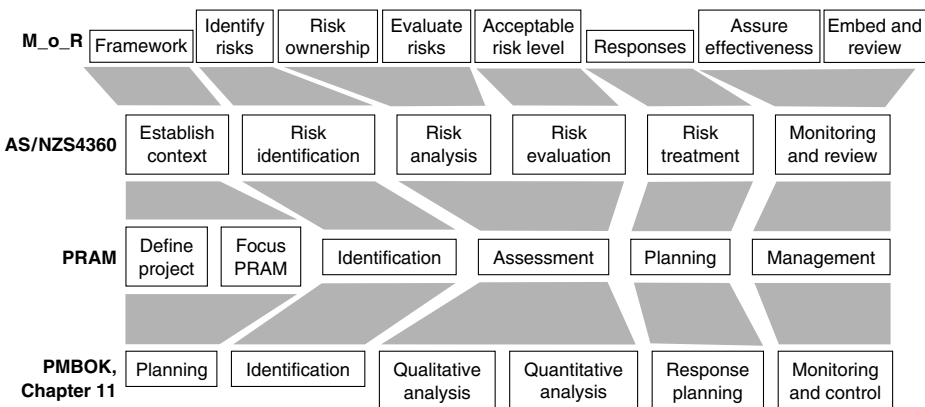 M_o_R
Framework
Identify
risks
Risk
ownership
Evaluate
risks
Acceptable
risk level
Responses
Assure
effectiveness
Embed and
review
AS/NZS4360
Establish
context
Risk
identification
Risk
analysis
Risk
evaluation
Risk
treatment
Monitoring
and review
PRAM
Define
project
Focus
PRAM
Identification
Assessment
Planning
Management
PMBOK,
Chapter 11
Planning
Identification
Qualitative
analysis
Quantitative
analysis
Response
planning
Monitoring
and control